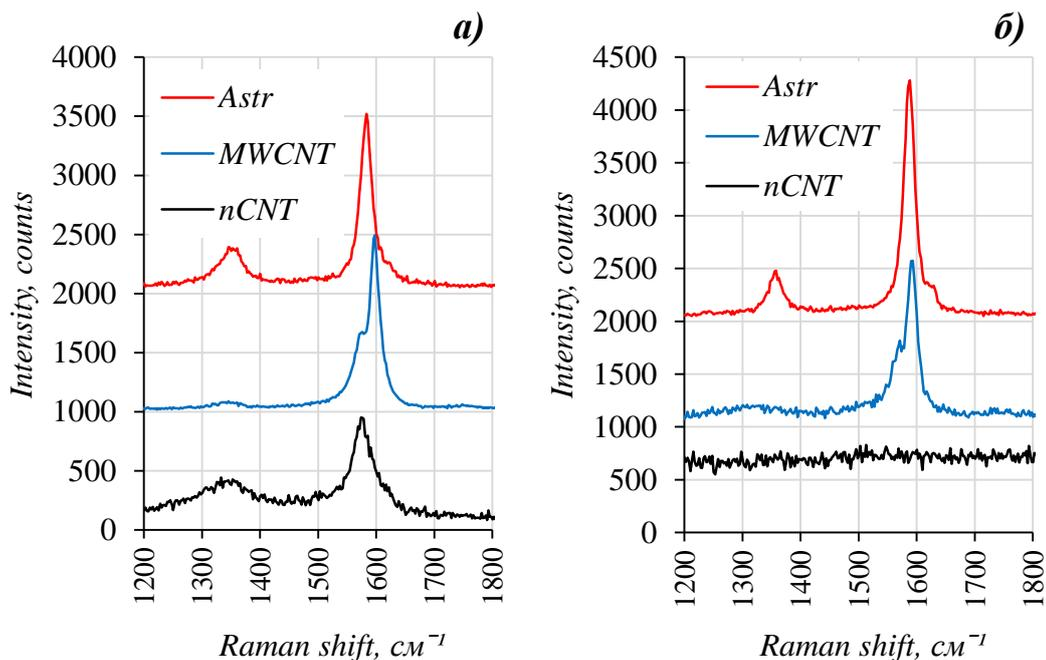 а)
4000
3500
3000
2500
2000
1500
1000
500
0
Intensity, counts
Astr
MWCNT
nCNT
1200
1300
1400
1500
1600
1700
1800
Raman shift, см⁻¹
б)
4500
4000
3500
3000
2500
2000
1500
1000
500
0
Intensity, counts
Astr
MWCNT
nCNT
1200
1300
1400
1500
1600
1700
1800
Raman shift, см⁻¹